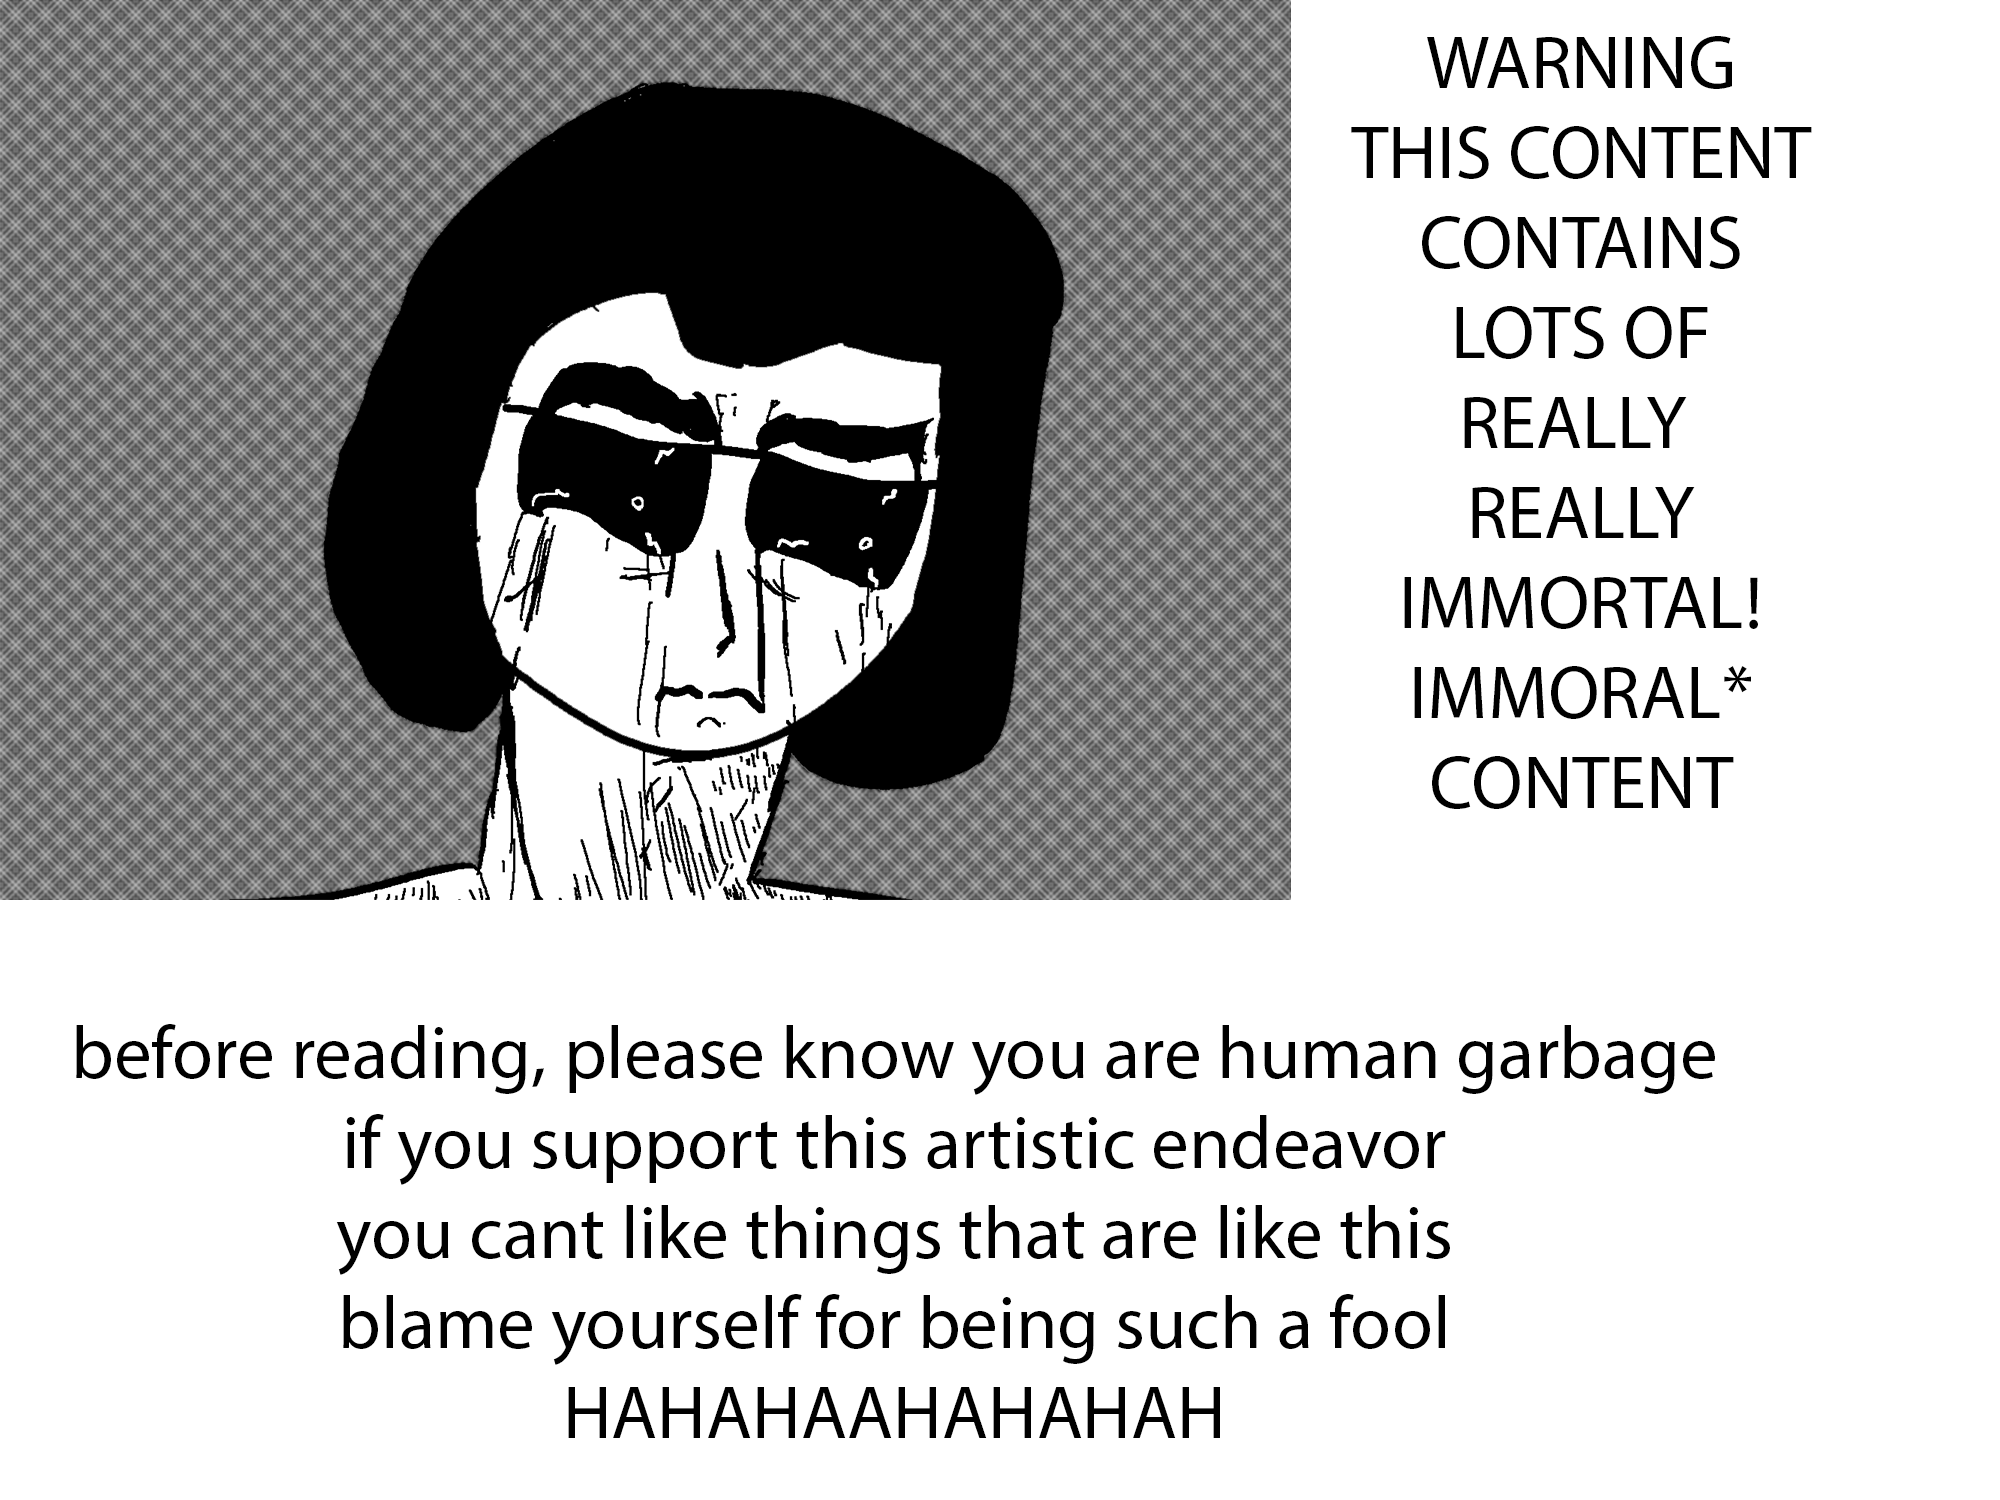 WARNING
THIS CONTENT
CONTAINS
LOTS OF
REALLY
REALLY
IMMORTAL!
IMMORAL*
CONTENT
before reading, please know you are human garbage
if you support this artistic endeavor
you cant like things that are like this
blame yourself for being such a fool
HAHAHAAHAHAHAH